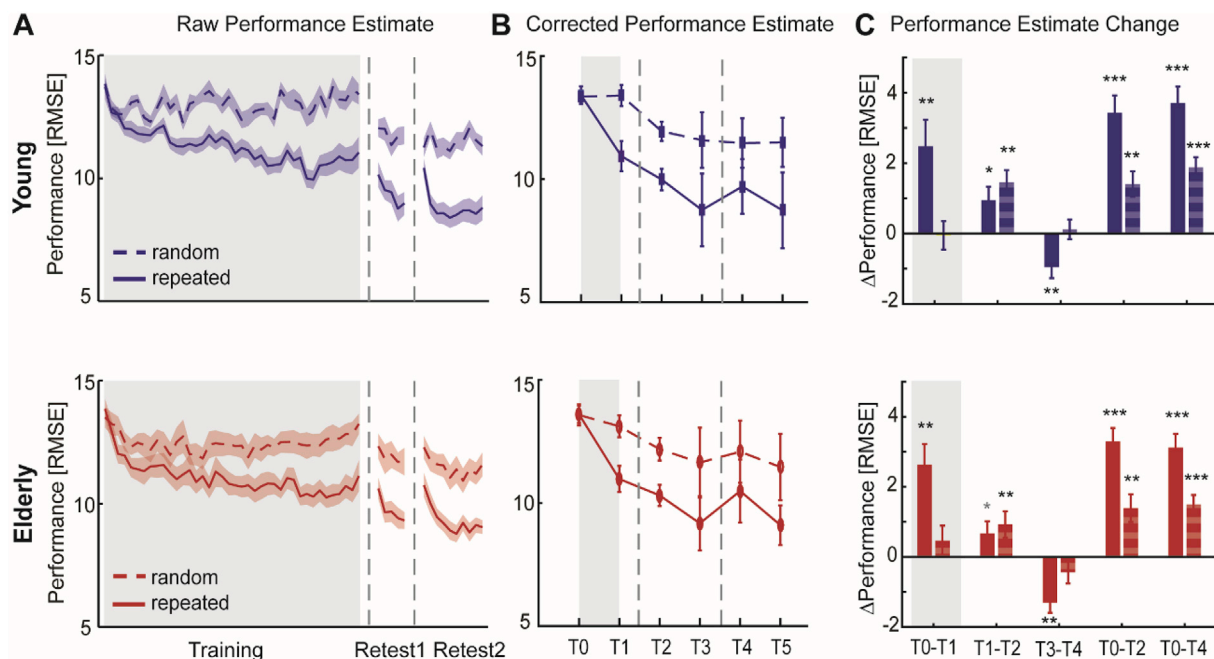 A Raw Performance Estimate B Corrected Performance Estimate C Performance Estimate Change
Young
Performance [RMSE]
15
10
5
random
repeated
15
10
5
ΔPerformance [RMSE]
4
2
0
-2
**
*
**
**
***
**
***
***
Elderly
Performance [RMSE]
15
10
5
random
repeated
Training Retest1 Retest2
15
10
5
T0 T1 T2 T3 T4 T5
ΔPerformance [RMSE]
4
2
0
-2
**
*
**
**
***
**
***
***
T0-T1 T1-T2 T3-T4 T0-T2 T0-T4